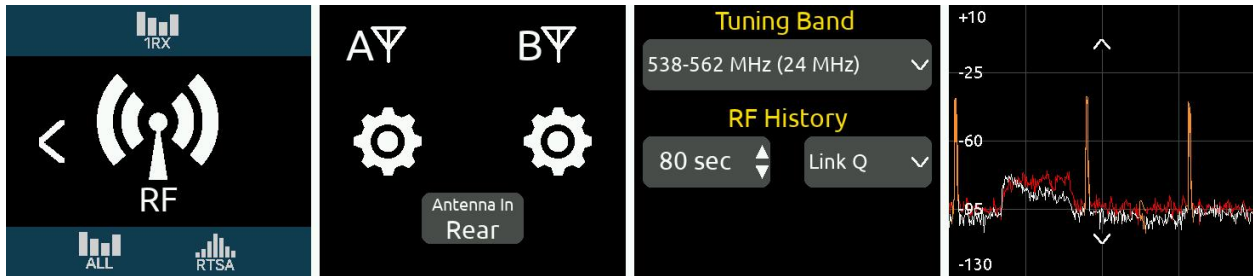 1RX
RF
ALL
RTSA
A
B
Antenna In
Rear
Tuning Band
538-562 MHz (24 MHz)
RF History
80 sec
Link Q
+10
-25
-60
-95
-130